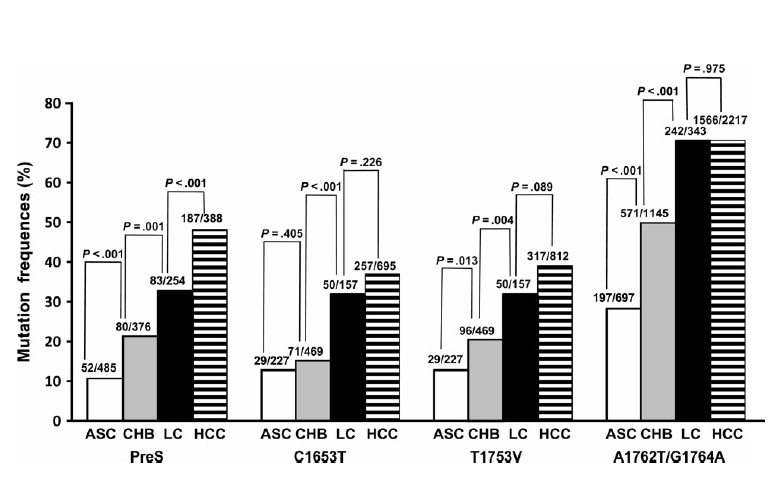 P = .975
80
P < .001
1566/2217
242/343
70
P = .226
P < .001
P < .001
P < .001
P = .089
60
187/388
571/1145
P = .001
P = .405
P = .004
50
P < .001
P = .013
317/812
40
257/695
83/254
50/157
50/157
197/697
30
80/376
96/469
20
71/469
52/485
29/227
29/227
10
0
Mutation frequences (%)
ASC CHB LC HCC
ASC CHB LC HCC
ASC CHB LC HCC
ASC CHB LC HCC
PreS
C1653T
T1753V
A1762T/G1764A